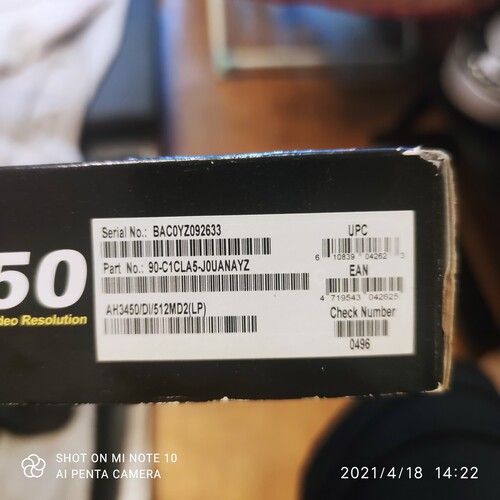 50
deo Resolution
Serial No.: BAC0YZ092633
Part No.: 90-C1CLA5-J0UANAYZ
AH3450/DI/512MD2(LP)
UPC
6 10839 04262 3
EAN
4 719543 042625
Check Number
0496
SHOT ON MI NOTE 10
AI PENTA CAMERA
2021/4/18 14:22